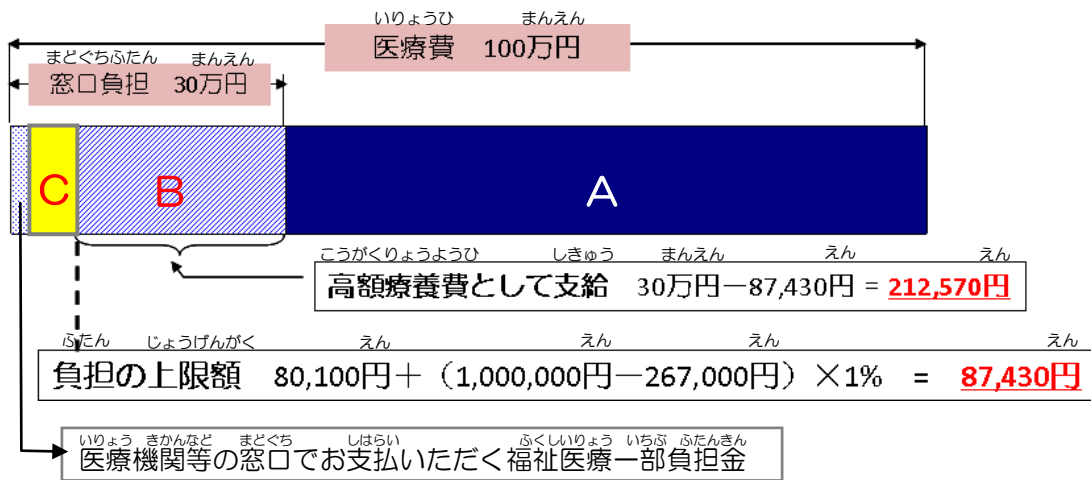 いりょうひ まんえん
医療費 100万円
まどぐちふたん まんえん
窓口負担 30万円
C B A
こうがくりょうようひ しきゅう まんえん えん えん
高額療養費として支給 30万円－87,430円 = 212,570円
ふたん じょうげんがく えん えん えん えん
負担の上限額 80,100円＋（1,000,000円－267,000円）×1% = 87,430円
いりょう きかんなど まどぐち しはらい ふくしいりょう いちぶ ふたんきん
医療機関等の窓口でお支払いただく福祉医療一部負担金